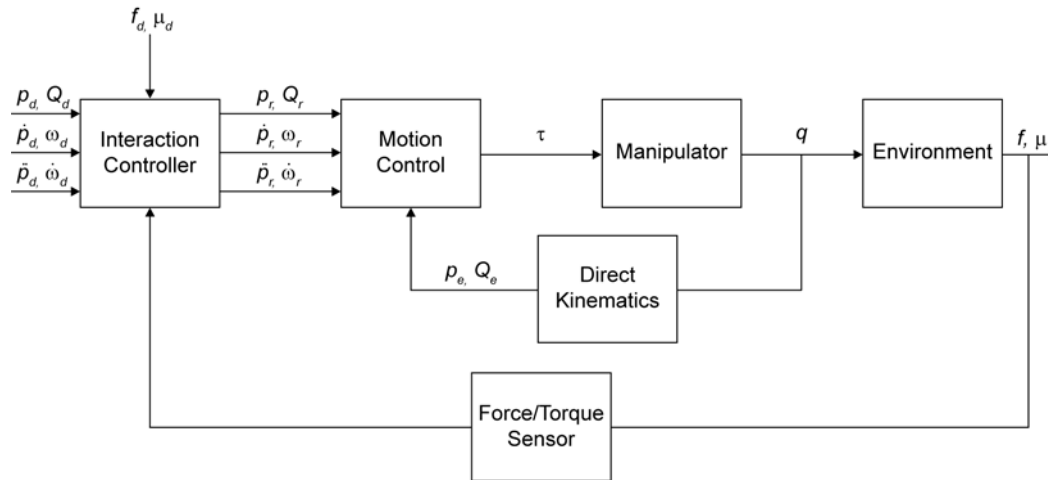 f_d, μ_d
p_d, Q_d
ṗ_d, ω_d
p̈_d, ω̇_d
Interaction
Controller
p_r, Q_r
ṗ_r, ω_r
p̈_r, ω̇_r
Motion
Control
τ
Manipulator
q
Environment
f, μ
p_e, Q_e
Direct
Kinematics
Force/Torque
Sensor